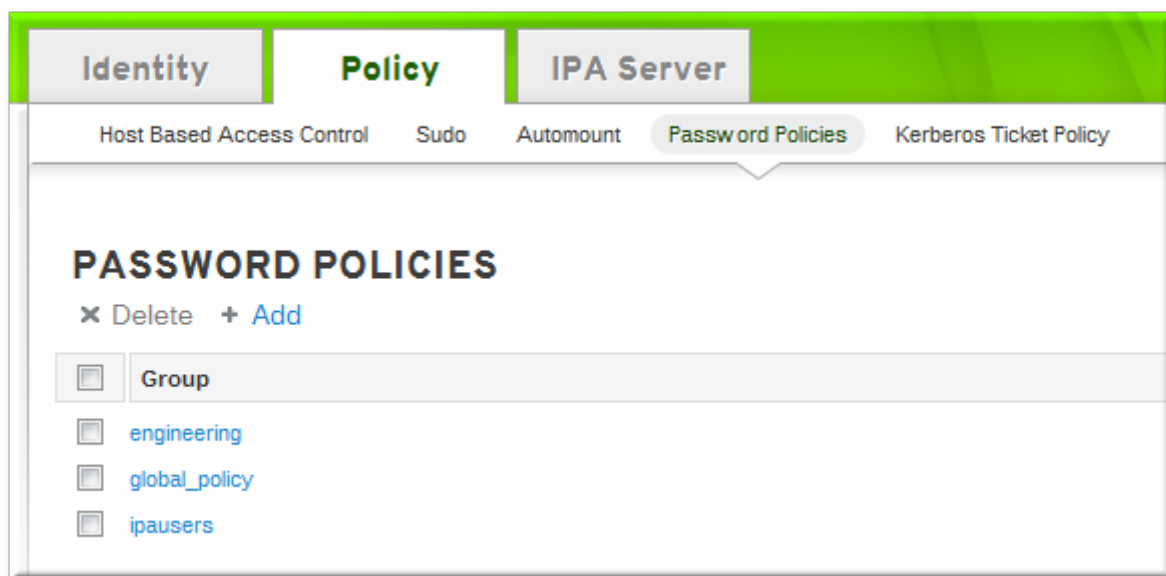 Identity Policy IPA Server
Host Based Access Control Sudo Automount Password Policies Kerberos Ticket Policy
PASSWORD POLICIES
× Delete + Add
Group
engineering
global_policy
ipausers